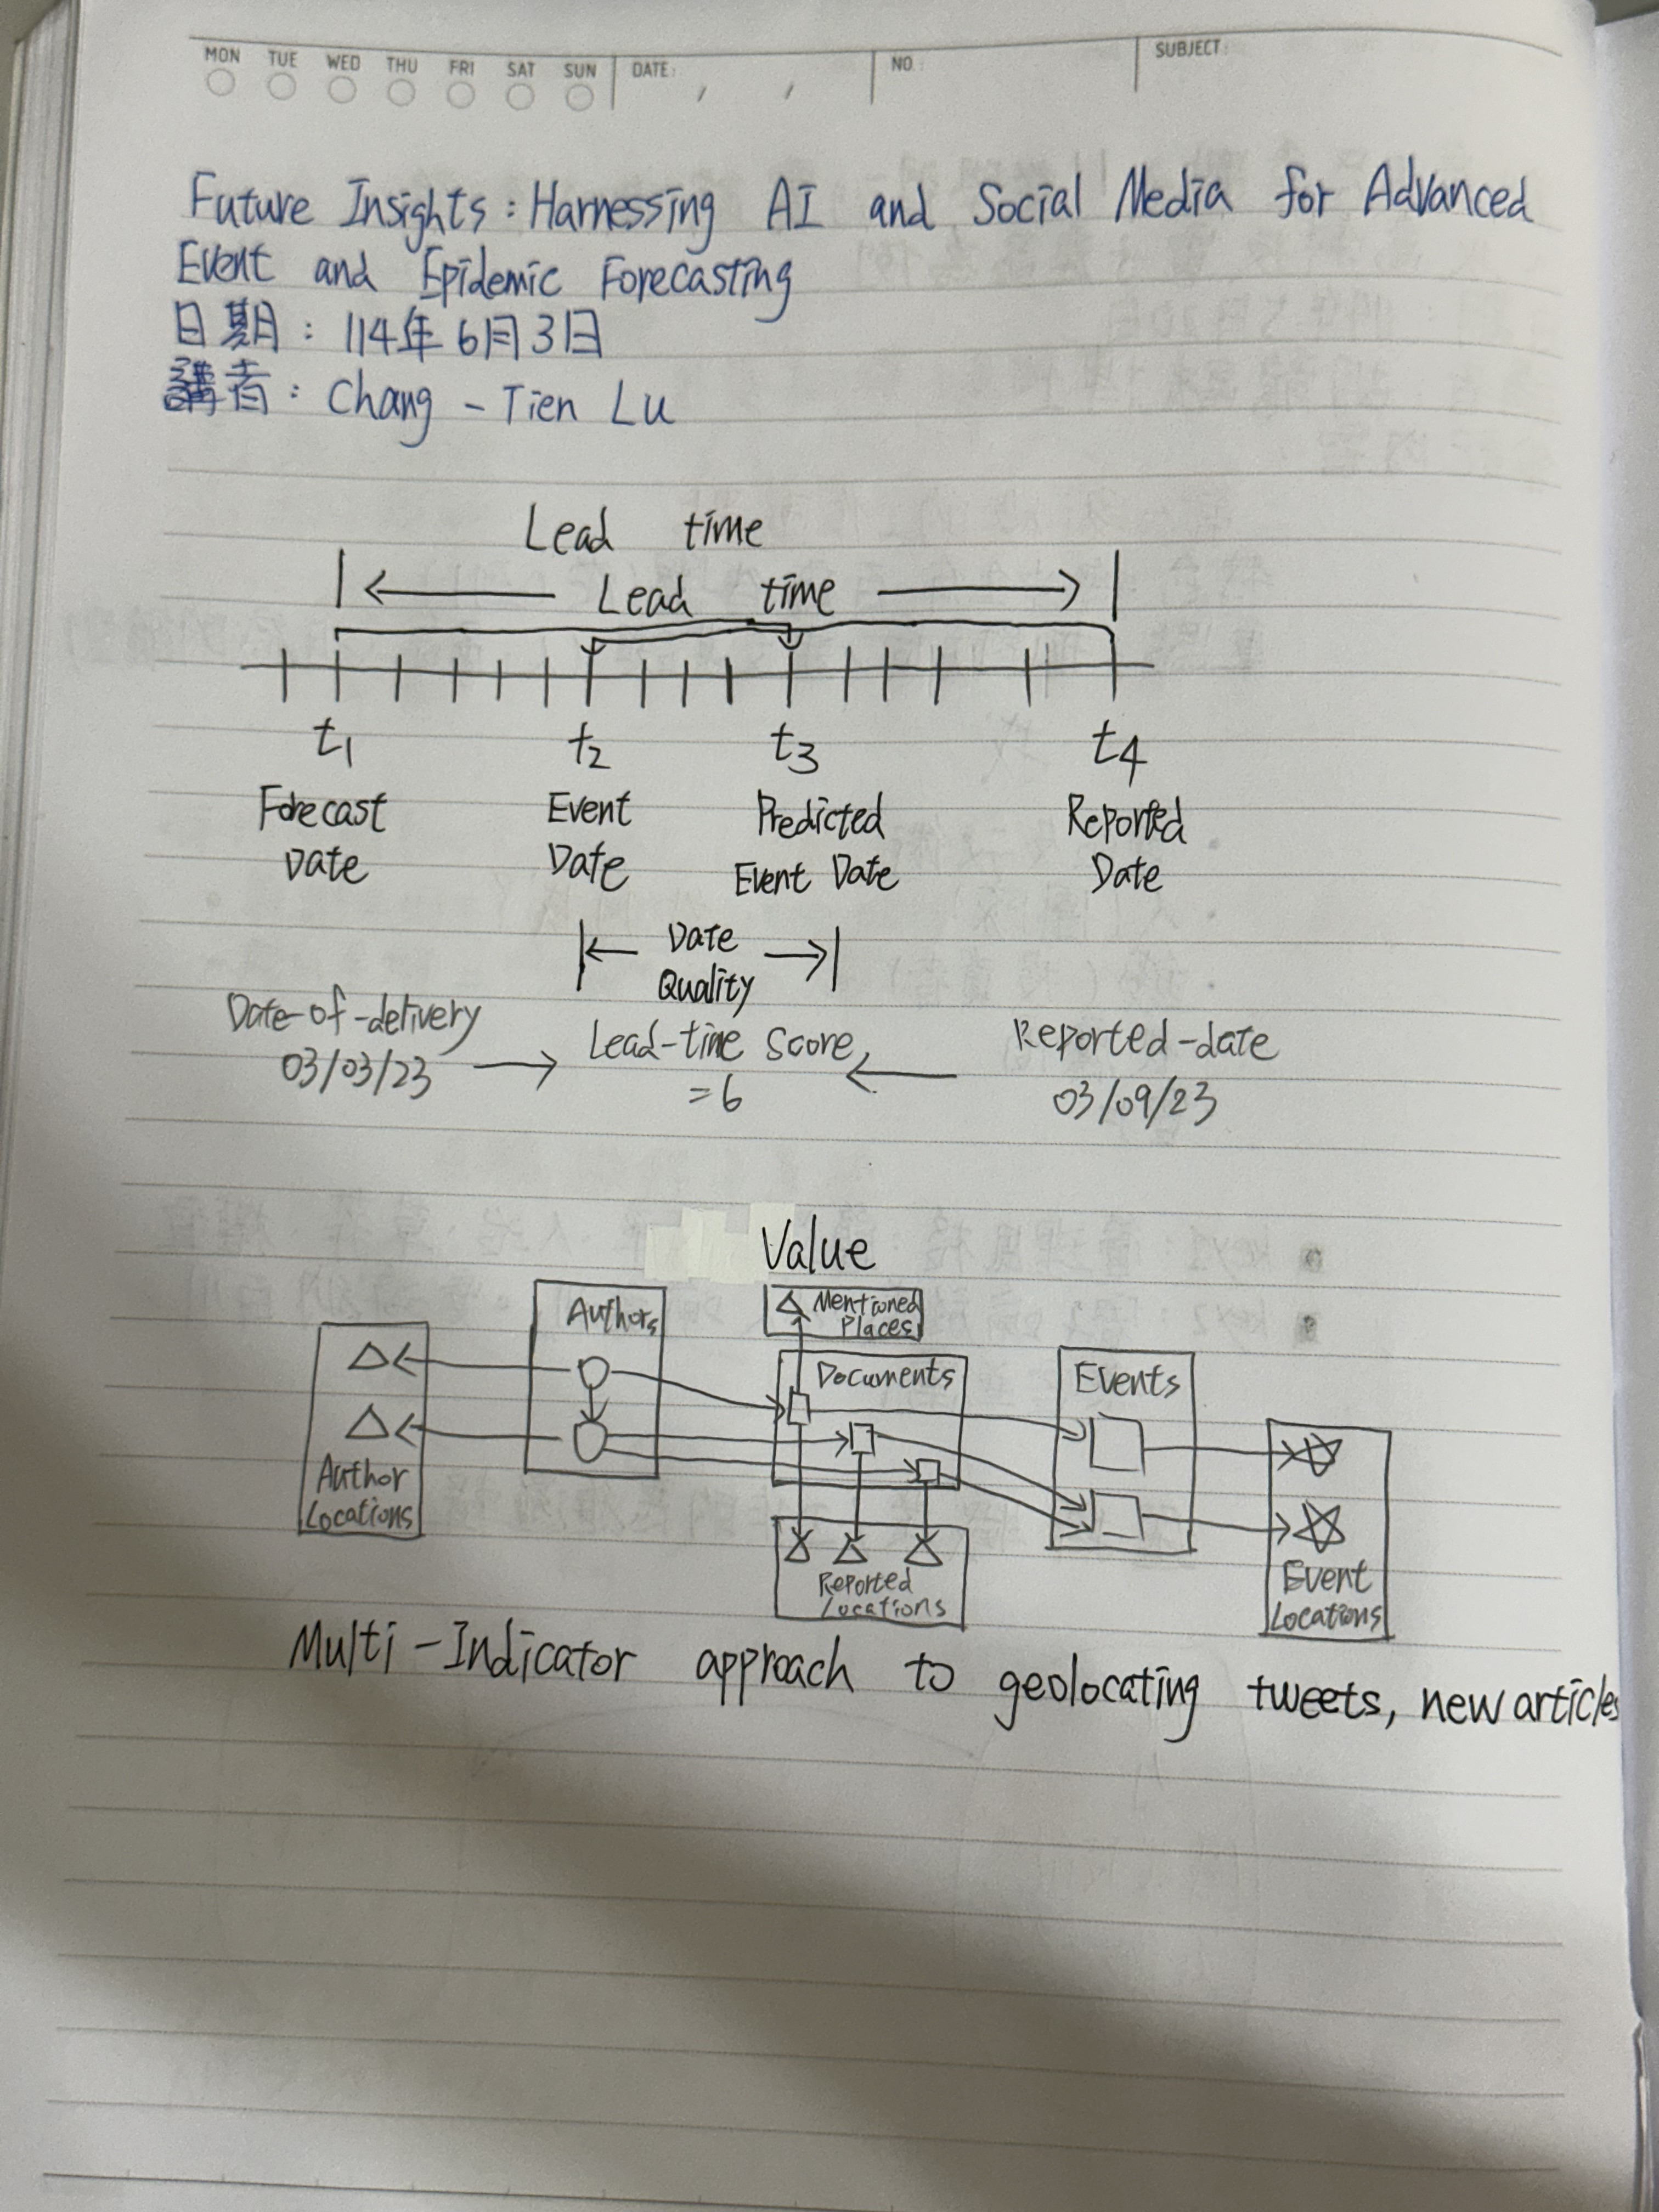 MON TUE WED THU FRI SAT SUN DATE: / / NO.: SUBJECT:
Future Insights: Harnessing AI and Social Media for Advanced
Event and Epidemic Forecasting
日期: 114年6月3日
講者: Chang-Tien Lu
Lead time
Lead time
t1 t2 t3 t4
Forecast Event Predicted Reported
Date Date Event Date Date
Date
Quality
Date-of-delivery Lead-time score, Reported-date
03/03/23 =6 03/09/23
Value
Authors
Mentioned
Places
Documents
Events
Author
Locations
Reported
Locations
Event
Locations
Multi-Indicator approach to geolocating tweets, new articles